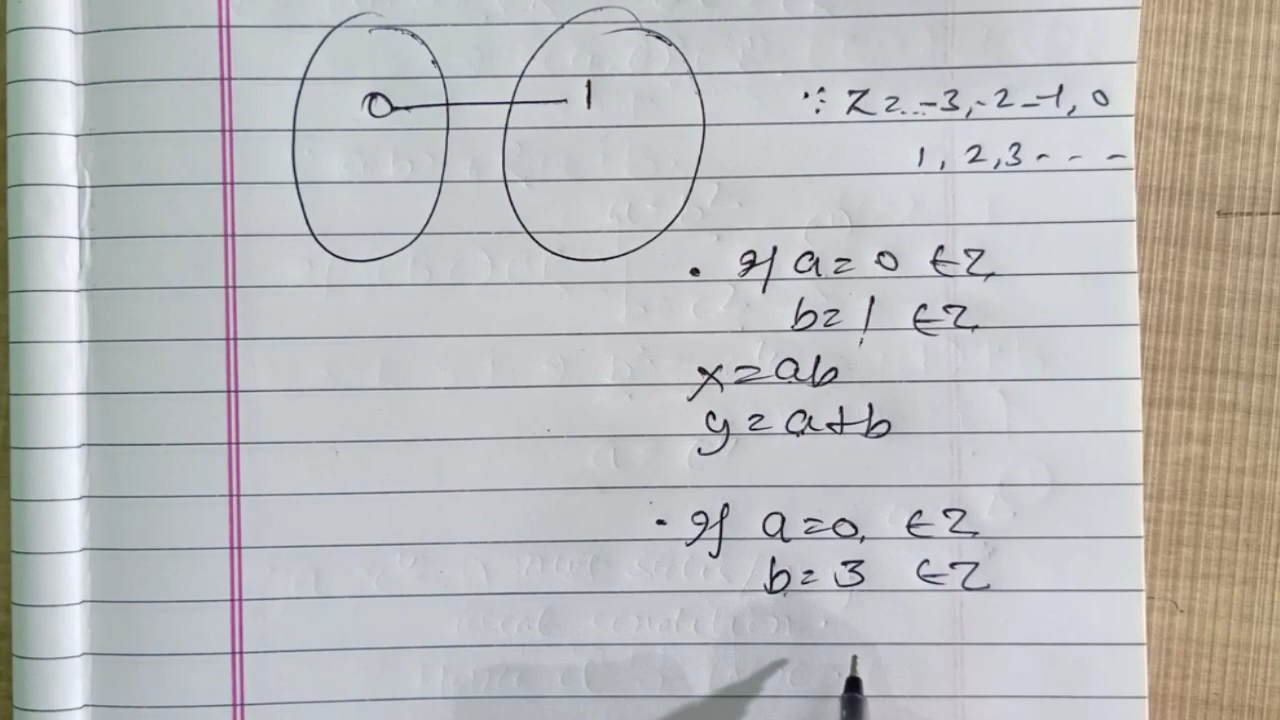 0 1
∵ Z = ..-3,-2-1, 0
1, 2,3 - - -
. If a = 0 ∈Z
b=1 ∈Z
x=ab
y = a+b
. If a=0, ∈Z
b= 3 ∈Z